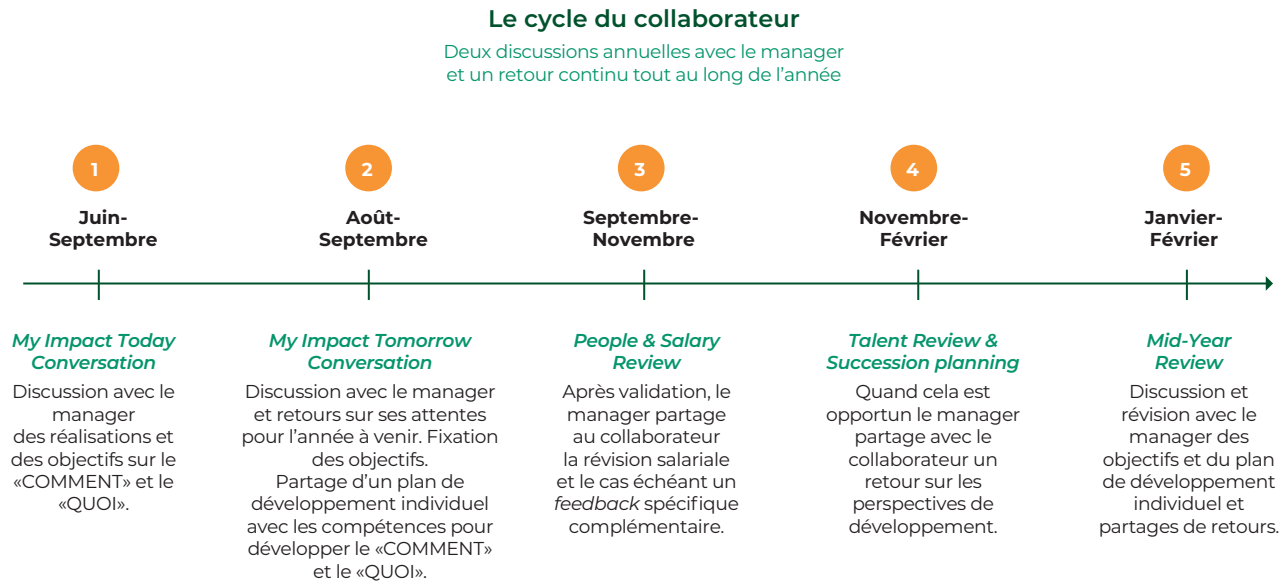 Le cycle du collaborateur
Deux discussions annuelles avec le manager
et un retour continu tout au long de l’année
1
Juin-
Septembre
My Impact Today
Conversation
Discussion avec le
manager
des réalisations et
des objectifs sur le
«COMMENT» et le
«QUOI».
2
Août-
Septembre
My Impact Tomorrow
Conversation
Discussion avec le manager
et retours sur ses attentes
pour l’année à venir. Fixation
des objectifs.
Partage d’un plan de
développement individuel
avec les compétences pour
développer le «COMMENT»
et le «QUOI».
3
Septembre-
Novembre
People & Salary
Review
Après validation, le
manager partage
au collaborateur
la révision salariale
et le cas échéant un
feedback spécifique
complémentaire.
4
Novembre-
Février
Talent Review &
Succession planning
Quand cela est
opportun le manager
partage avec le
collaborateur un
retour sur les
perspectives de
développement.
5
Janvier-
Février
Mid-Year
Review
Discussion et
révision avec le
manager des
objectifs et du plan
de développement
individuel et
partages de retours.